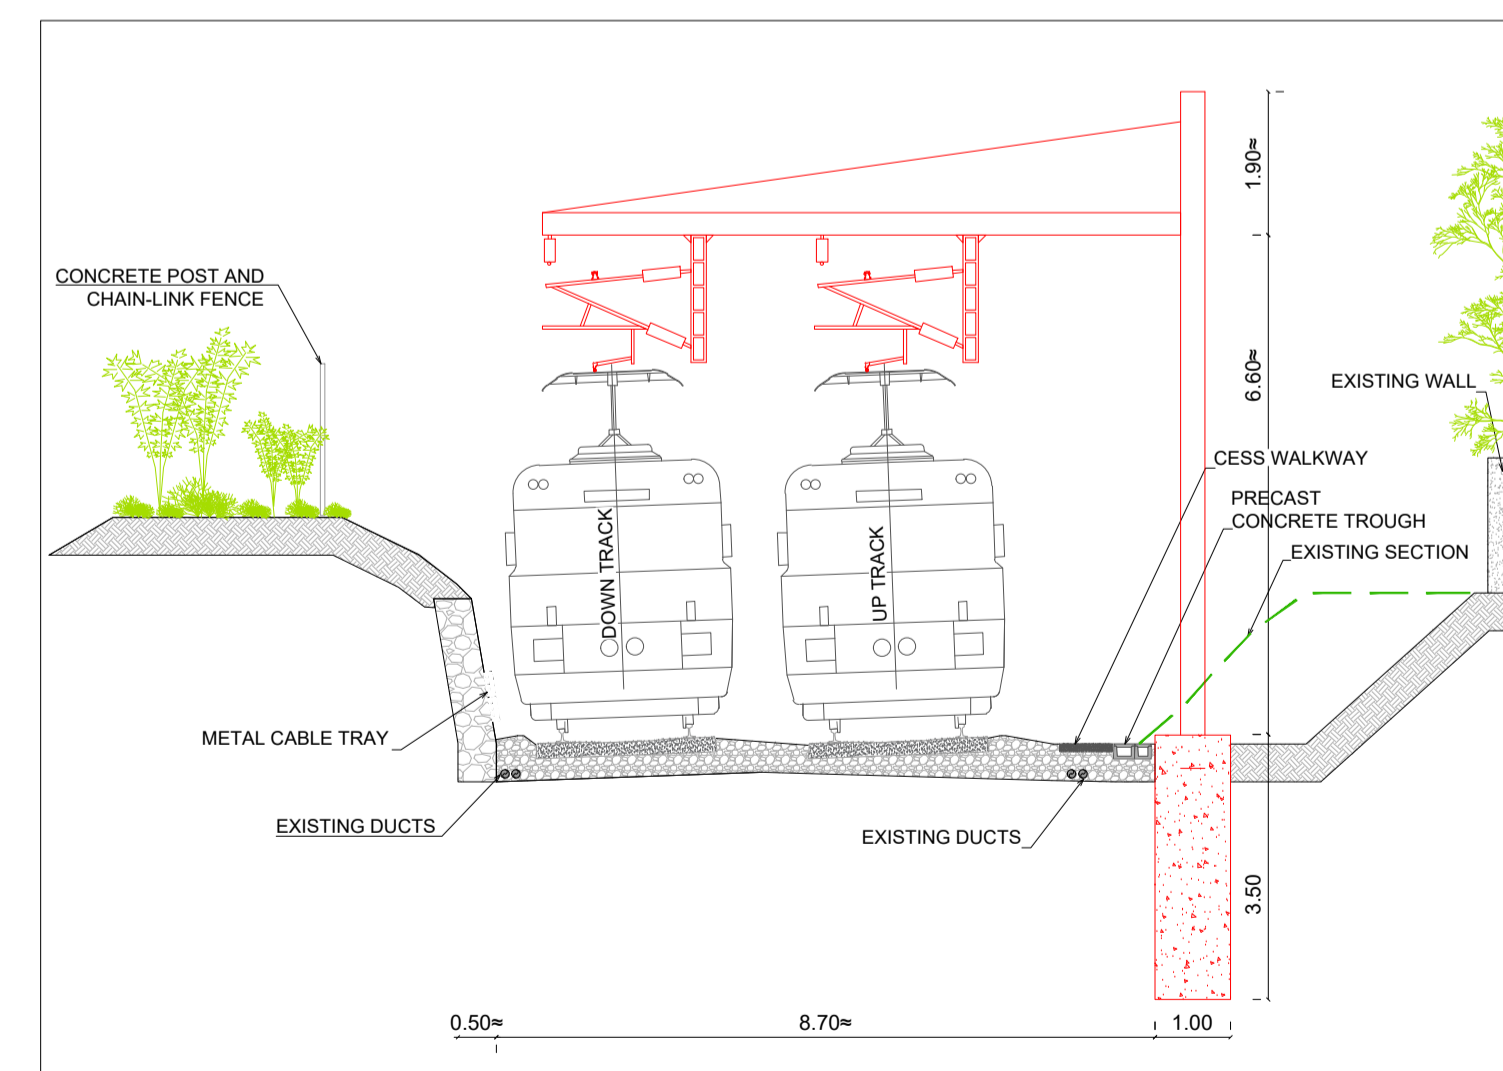 1.90≈
CONCRETE POST AND
CHAIN-LINK FENCE
6.60≈
EXISTING WALL
CESS WALKWAY
PRECAST
CONCRETE TROUGH
EXISTING SECTION
DOWN TRACK
UP TRACK
METAL CABLE TRAY
EXISTING DUCTS
EXISTING DUCTS
3.50
0.50≈
8.70≈
1.00